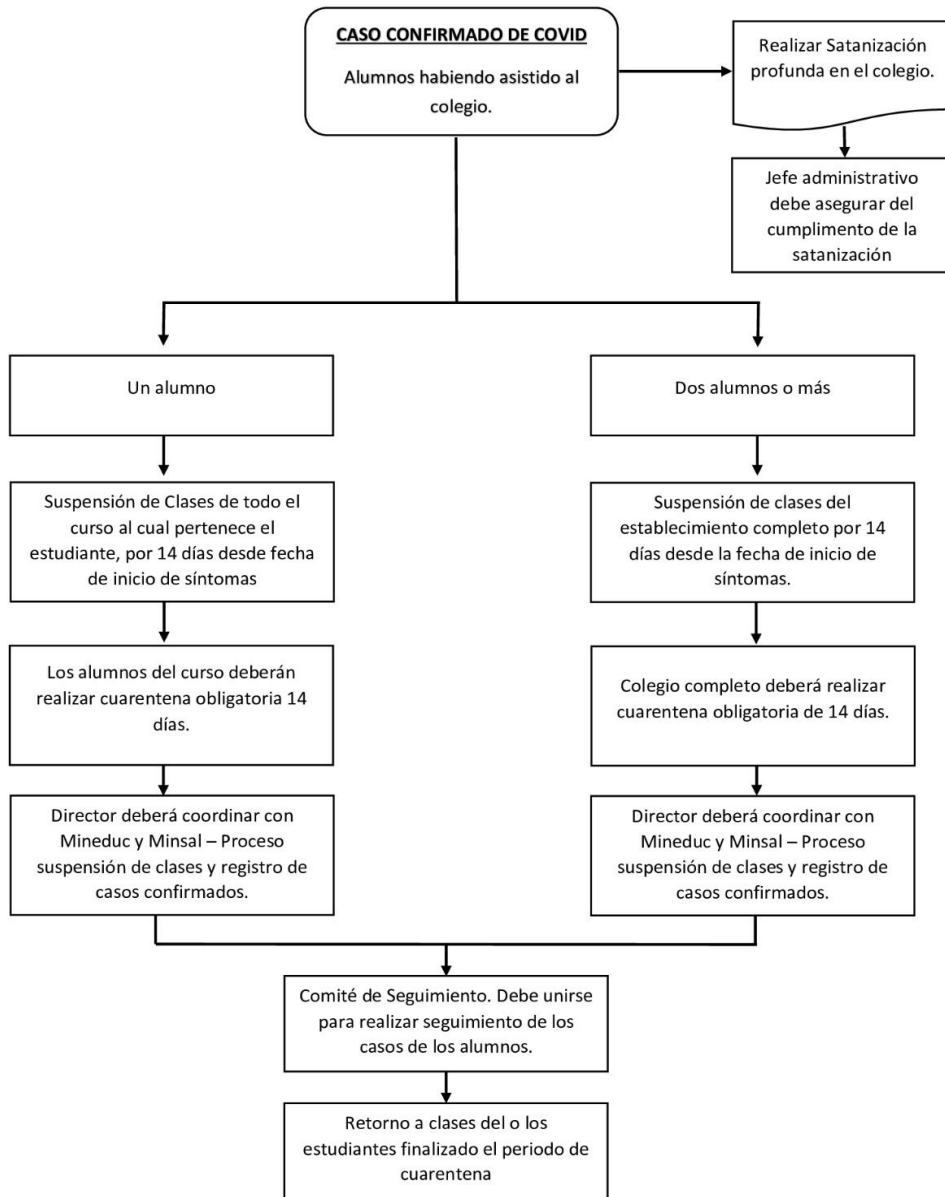 CASO CONFIRMADO DE COVID
Alumnos habiendo asistido al
colegio.
Realizar Satanización
profunda en el colegio.
Jefe administrativo
debe asegurar del
cumplimento de la
satanización
Un alumno
Dos alumnos o más
Suspensión de Clases de todo el
curso al cual pertenece el
estudiante, por 14 días desde fecha
de inicio de síntomas
Suspensión de clases del
establecimiento completo por 14
días desde la fecha de inicio de
síntomas.
Los alumnos del curso deberán
realizar cuarentena obligatoria 14
días.
Colegio completo deberá realizar
cuarentena obligatoria de 14 días.
Director deberá coordinar con
Mineduc y Minsal – Proceso
suspensión de clases y registro de
casos confirmados.
Director deberá coordinar con
Mineduc y Minsal – Proceso
suspensión de clases y registro de
casos confirmados.
Comité de Seguimiento. Debe unirse
para realizar seguimiento de los
casos de los alumnos.
Retorno a clases del o los
estudiantes finalizado el periodo de
cuarentena